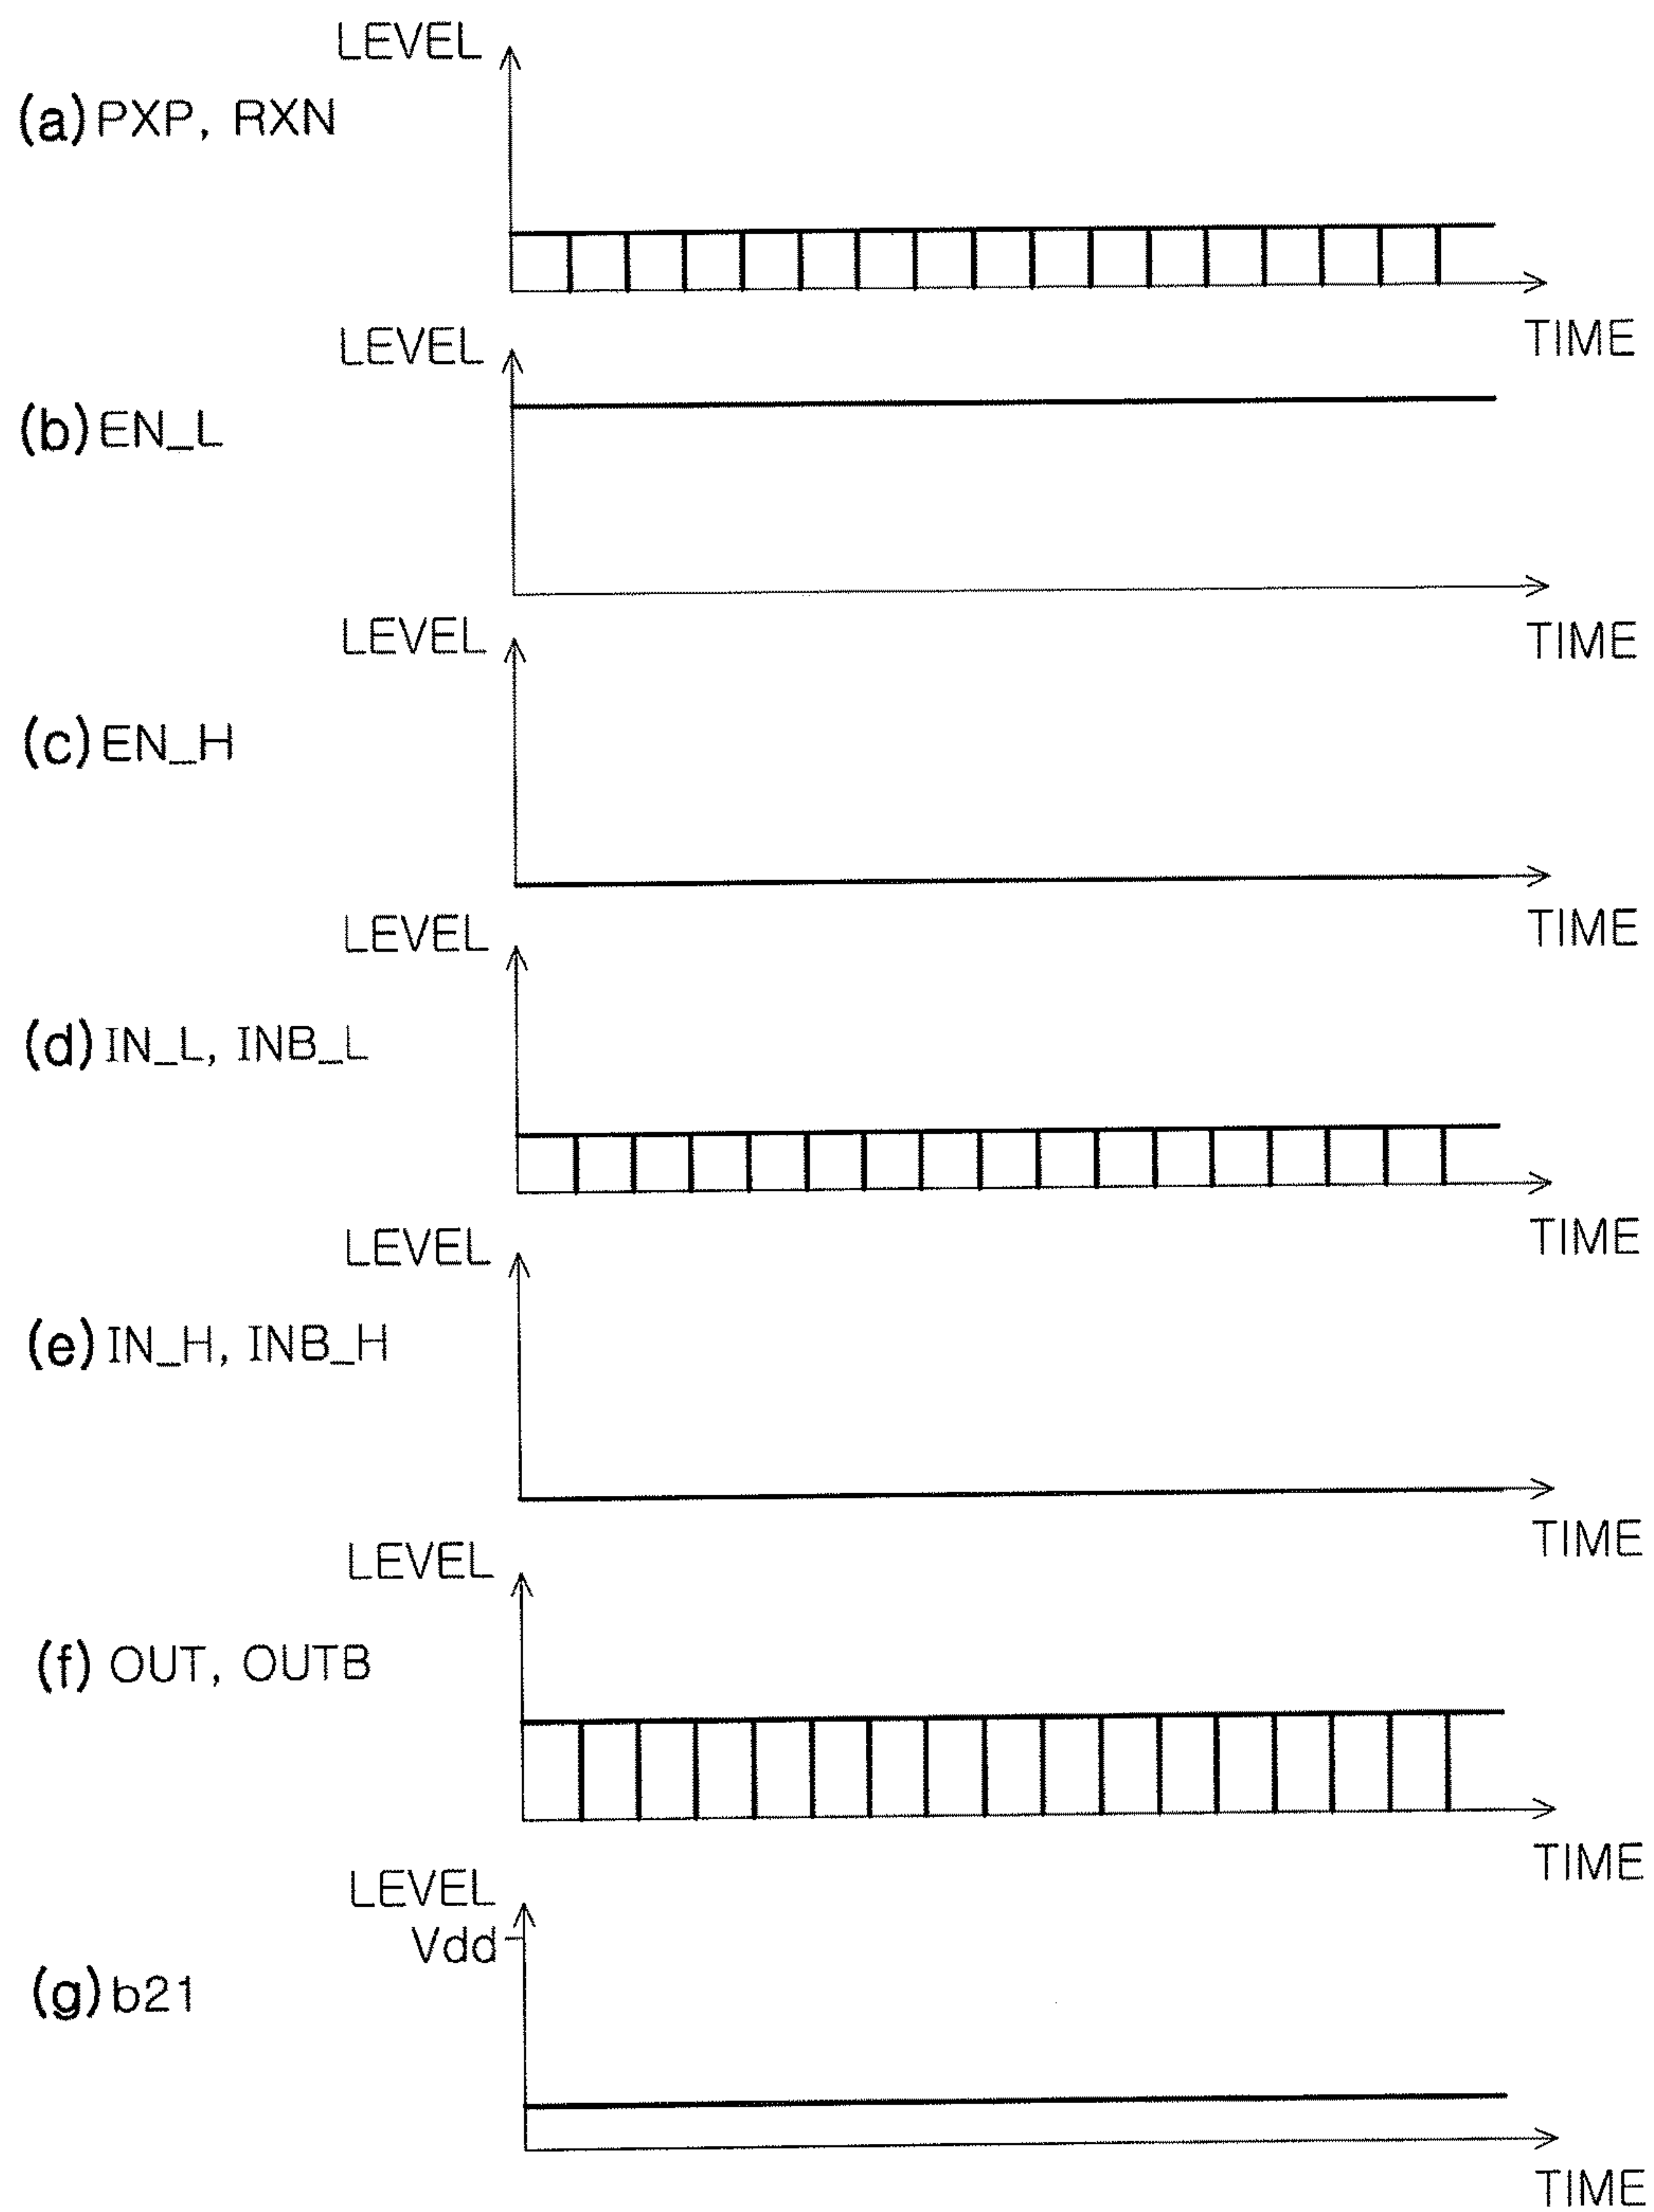 LEVEL
(a) PXP, RXN
TIME
LEVEL
(b) EN_L
TIME
LEVEL
(c) EN_H
TIME
LEVEL
(d) IN_L, INB_L
TIME
LEVEL
(e) IN_H, INB_H
TIME
LEVEL
(f) OUT, OUTB
TIME
LEVEL
Vdd
(g) b21
TIME